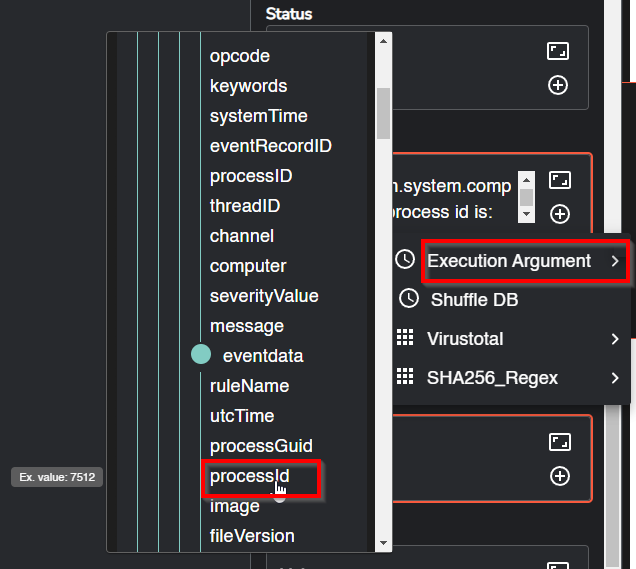 Status
opcode
keywords
systemTime
eventRecordID
processID
threadID
channel
computer
severityValue
message
eventdata
ruleName
utcTime
processGuid
processId
image
fileVersion
Ex. value: 7512
n.system.comp
process id is:
Execution Argument
Shuffle DB
Virustotal
SHA256_Regex